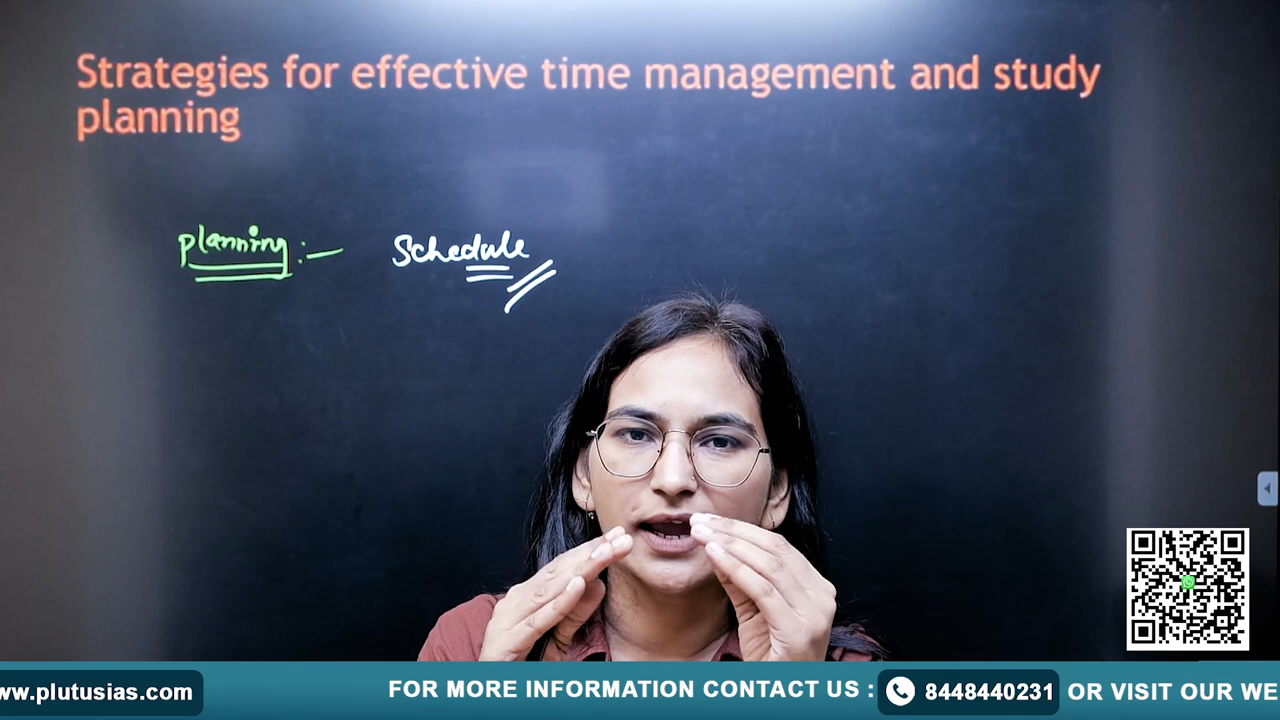 Strategies for effective time management and study
planning
Planning :- Schedule
ww.plutusias.com FOR MORE INFORMATION CONTACT US : 8448440231 OR VISIT OUR WE